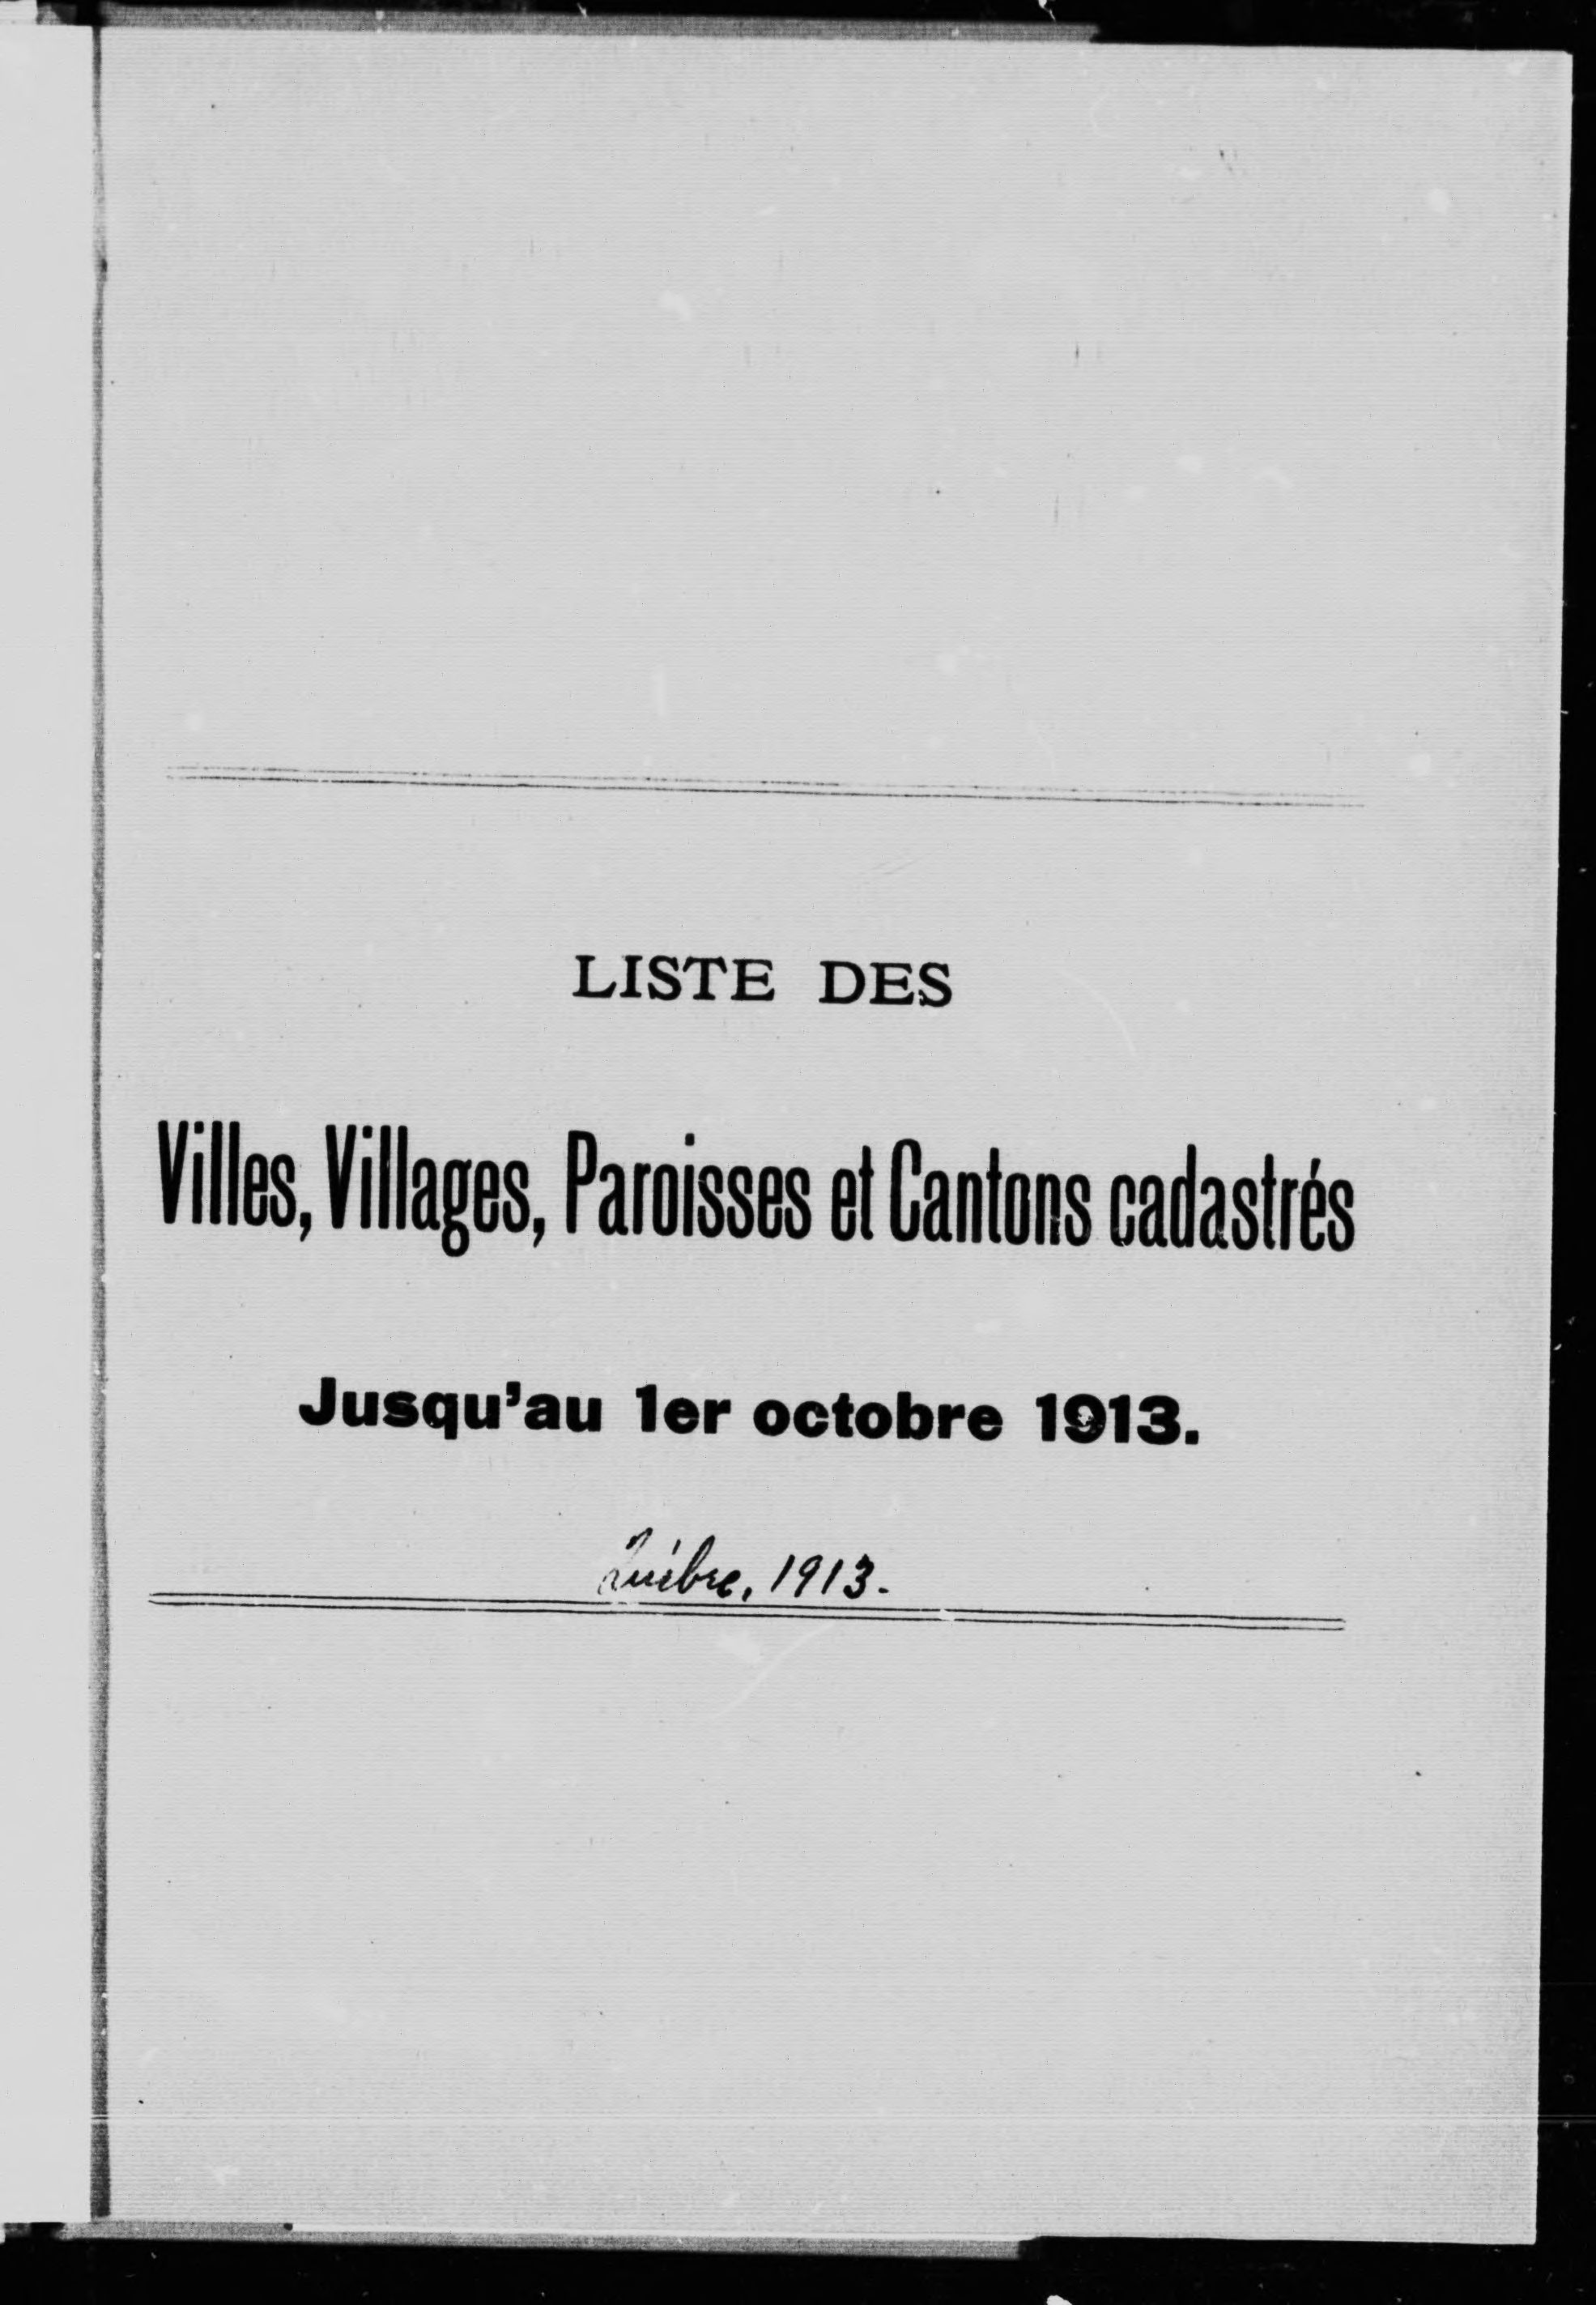 LISTE DES
Villes, Villages, Paroisses et Cantons cadastrés
Jusqu'au 1er octobre 1913.
Québec, 1913.